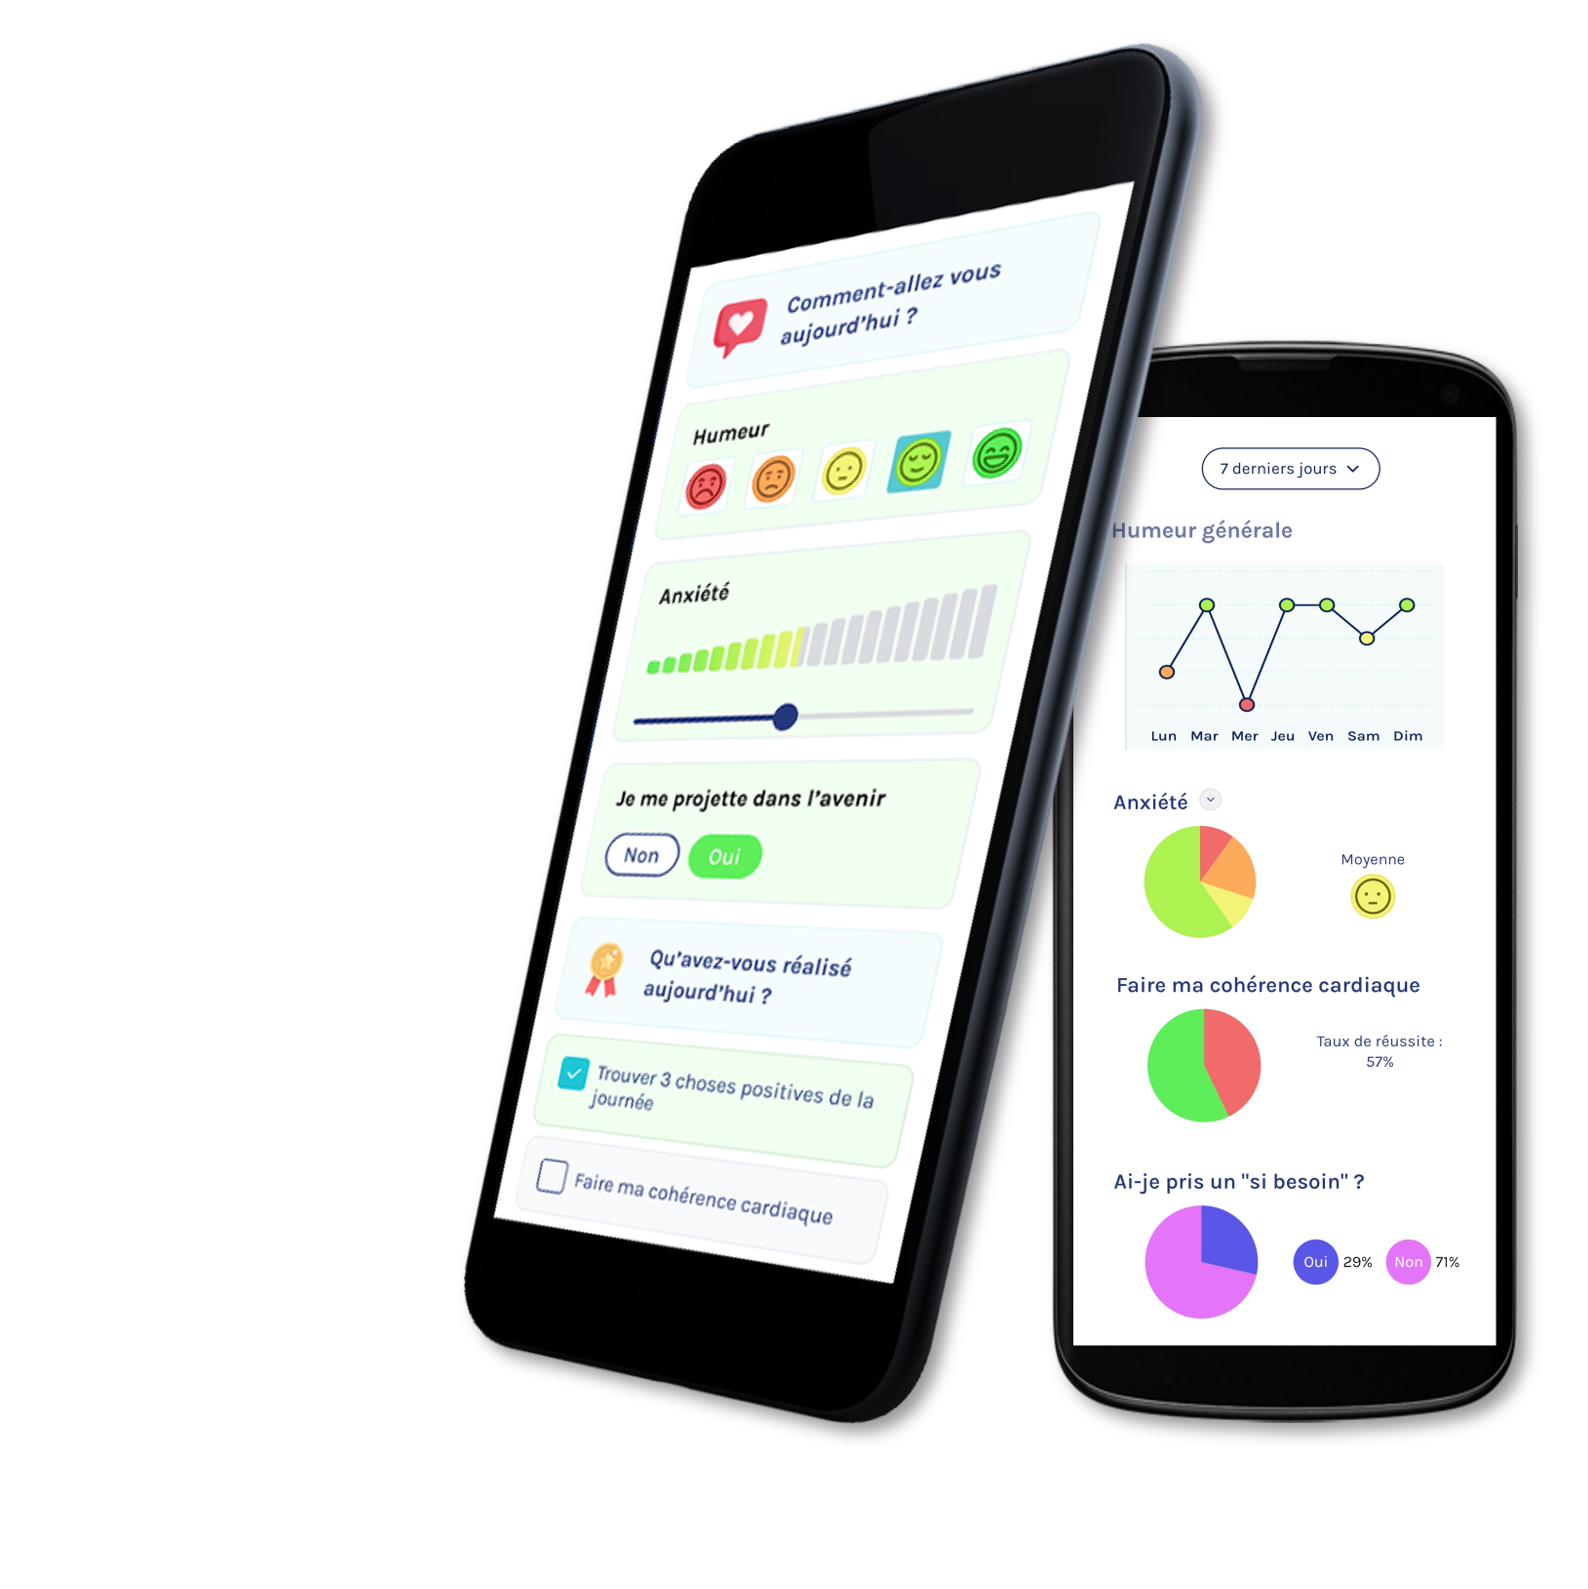 Comment-allez vous
aujourd’hui ?
Humeur
Anxiété
Je me projette dans l’avenir
Non
Oui
Qu’avez-vous réalisé
aujourd’hui ?
Trouver 3 choses positives de la
journée
Faire ma cohérence cardiaque
7 derniers jours
Humeur générale
Lun Mar Mer Jeu Ven Sam Dim
Anxiété
Moyenne
Faire ma cohérence cardiaque
Taux de réussite :
57%
Ai-je pris un "si besoin" ?
Oui 29% Non 71%